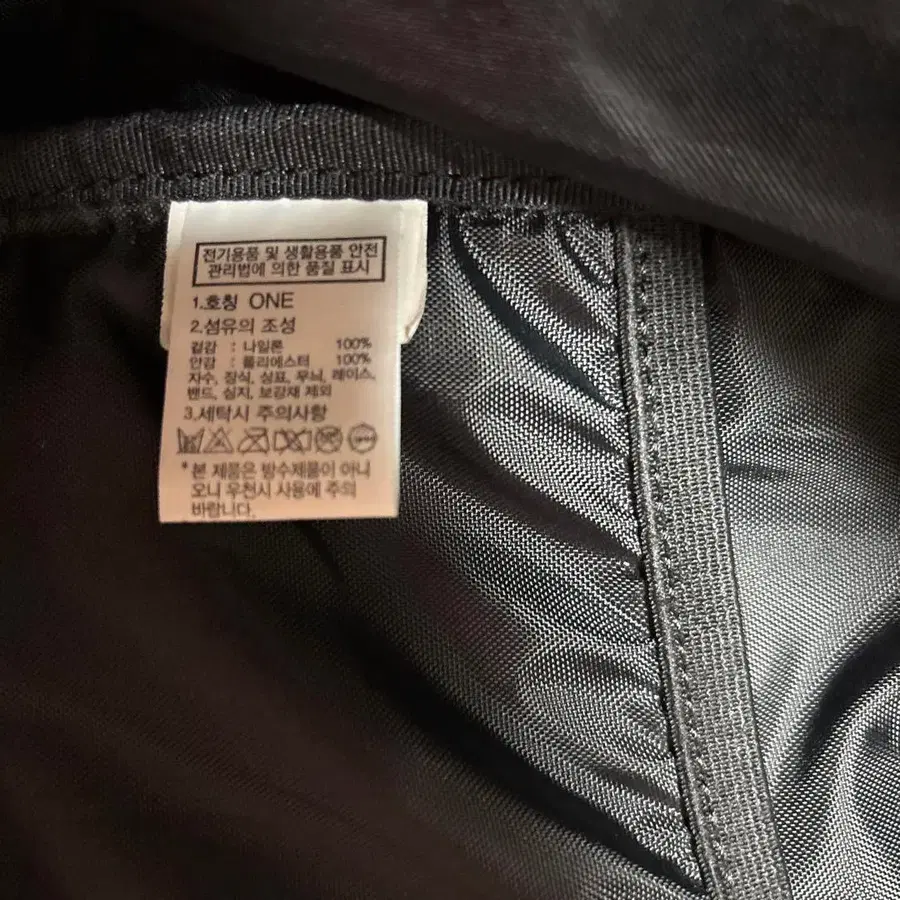 전기용품 및 생활용품 안전
관리법에 의한 품질 표시
1.호칭 ONE
2.섬유의 조성
겉감 : 나일론 100%
안감 : 폴리에스터 100%
자수, 장식, 상표, 무늬, 레이스,
밴드, 심지, 보강재 제외
3.세탁시 주의사항
*본 제품은 방수제품이 아니
오니 우천시 사용에 주의
바랍니다.